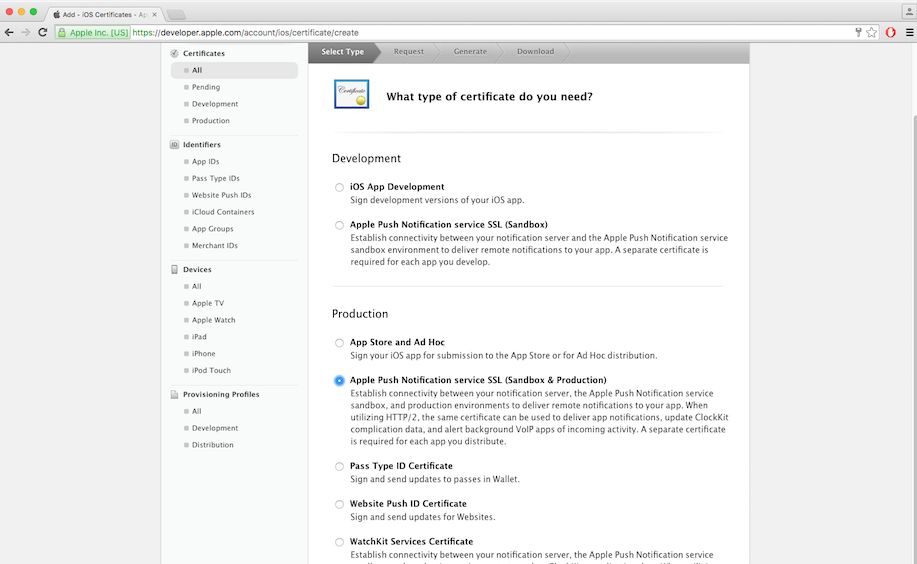 Add - iOS Certificates - Ap
Apple Inc. [US] https://developer.apple.com/account/ios/certificate/create
Certificates
All
Pending
Development
Production
Identifiers
App IDs
Pass Type IDs
Website Push IDs
iCloud Containers
App Groups
Merchant IDs
Devices
All
Apple TV
Apple Watch
iPad
iPhone
iPod Touch
Provisioning Profiles
All
Development
Distribution
Select Type
Request
Generate
Download
Certificate
What type of certificate do you need?
Development
iOS App Development
Sign development versions of your iOS app.
Apple Push Notification service SSL (Sandbox)
Establish connectivity between your notification server and the Apple Push Notification service
sandbox environment to deliver remote notifications to your app. A separate certificate is
required for each app you develop.
Production
App Store and Ad Hoc
Sign your iOS app for submission to the App Store or for Ad Hoc distribution.
Apple Push Notification service SSL (Sandbox & Production)
Establish connectivity between your notification server, the Apple Push Notification service
sandbox, and production environments to deliver remote notifications to your app. When
utilizing HTTP/2, the same certificate can be used to deliver app notifications, update ClockKit
complication data, and alert background VoIP apps of incoming activity. A separate certificate
is required for each app you distribute.
Pass Type ID Certificate
Sign and send updates to passes in Wallet.
Website Push ID Certificate
Sign and send updates for Websites.
WatchKit Services Certificate
Establish connectivity between your notification server, the Apple Push Notification service